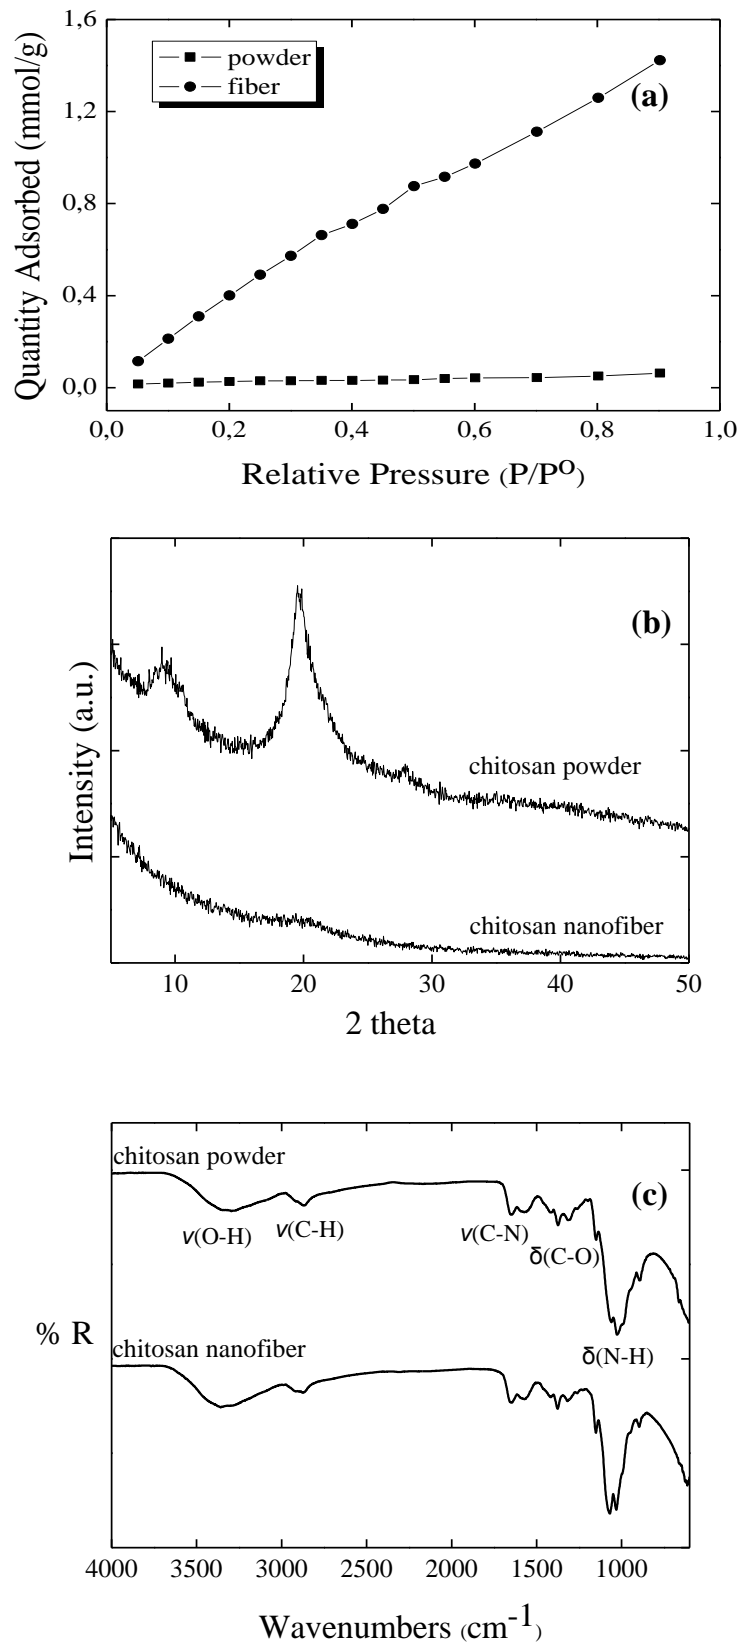 1,6
powder
fiber
(a)
1,2
0,8
0,4
0,0
Quantity Adsorbed (mmol/g)
0,0 0,2 0,4 0,6 0,8 1,0
Relative Pressure (P/P^O)
(b)
Intensity (a.u.)
chitosan powder
chitosan nanofiber
10 20 30 40 50
2 theta
chitosan powder
(c)
ν(O-H)
ν(C-H)
ν(C-N)
δ(C-O)
% R
chitosan nanofiber
δ(N-H)
4000 3500 3000 2500 2000 1500 1000
Wavenumbers (cm^-1)